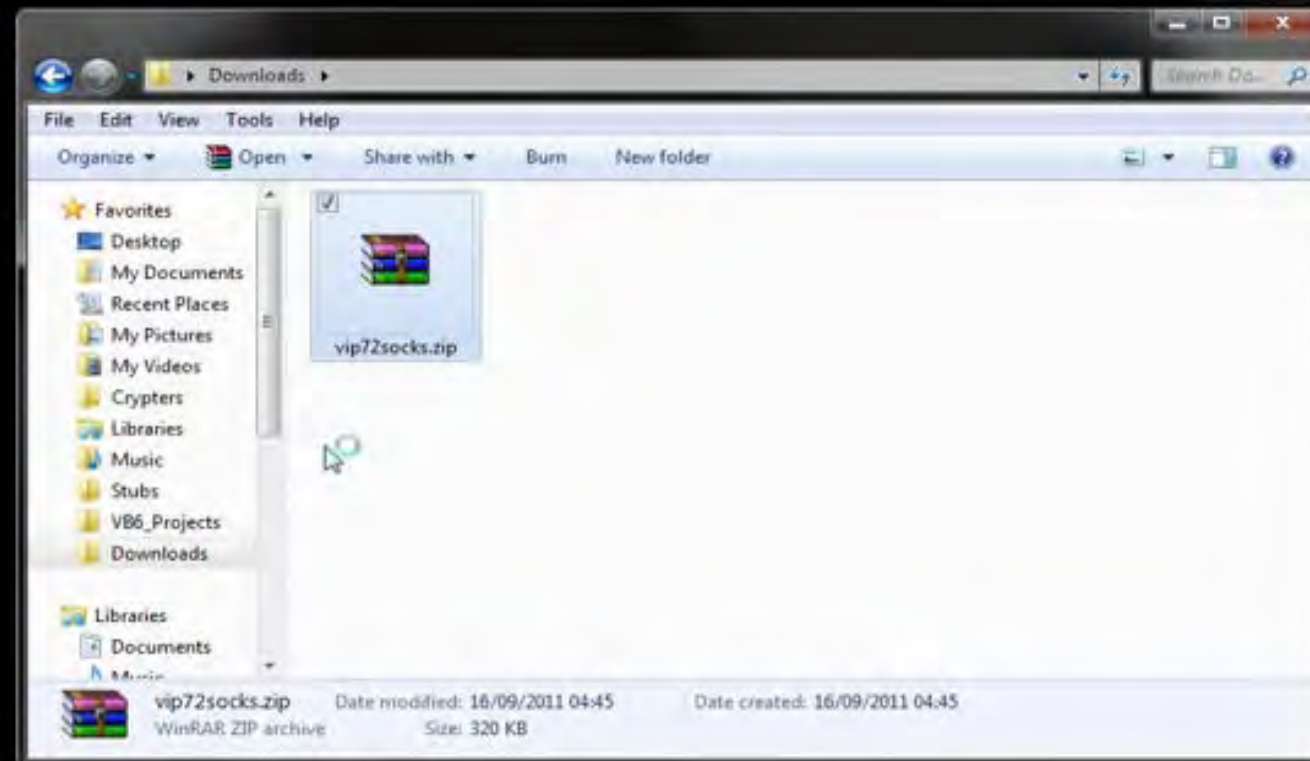 Downloads
Search Do...
File Edit View Tools Help
Organize Open Share with Burn New folder
Favorites
Desktop
My Documents
Recent Places
My Pictures
My Videos
Crypters
Libraries
Music
Stubs
VB6_Projects
Downloads
Libraries
Documents
Music
vip72socks.zip
vip72socks.zip Date modified: 16/09/2011 04:45 Date created: 16/09/2011 04:45
WinRAR ZIP archive Size: 320 KB